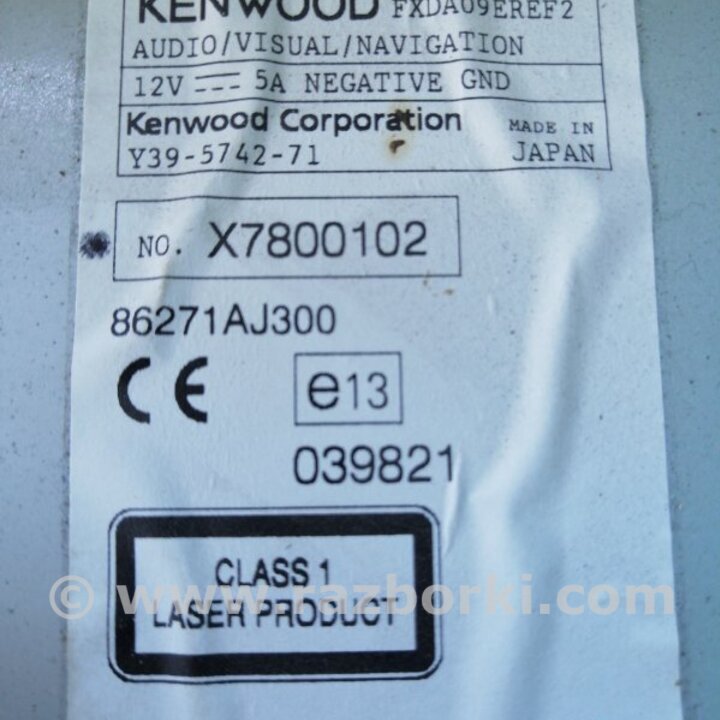 KENWOOD FXDA09EREF2
AUDIO/VISUAL/NAVIGATION
12V 5A NEGATIVE GND
Kenwood Corporation MADE IN
Y39-5742-71 JAPAN
NO. X7800102
86271AJ300
CE e13
039821
CLASS 1
LASER PRODUCT
© www.razborki.com